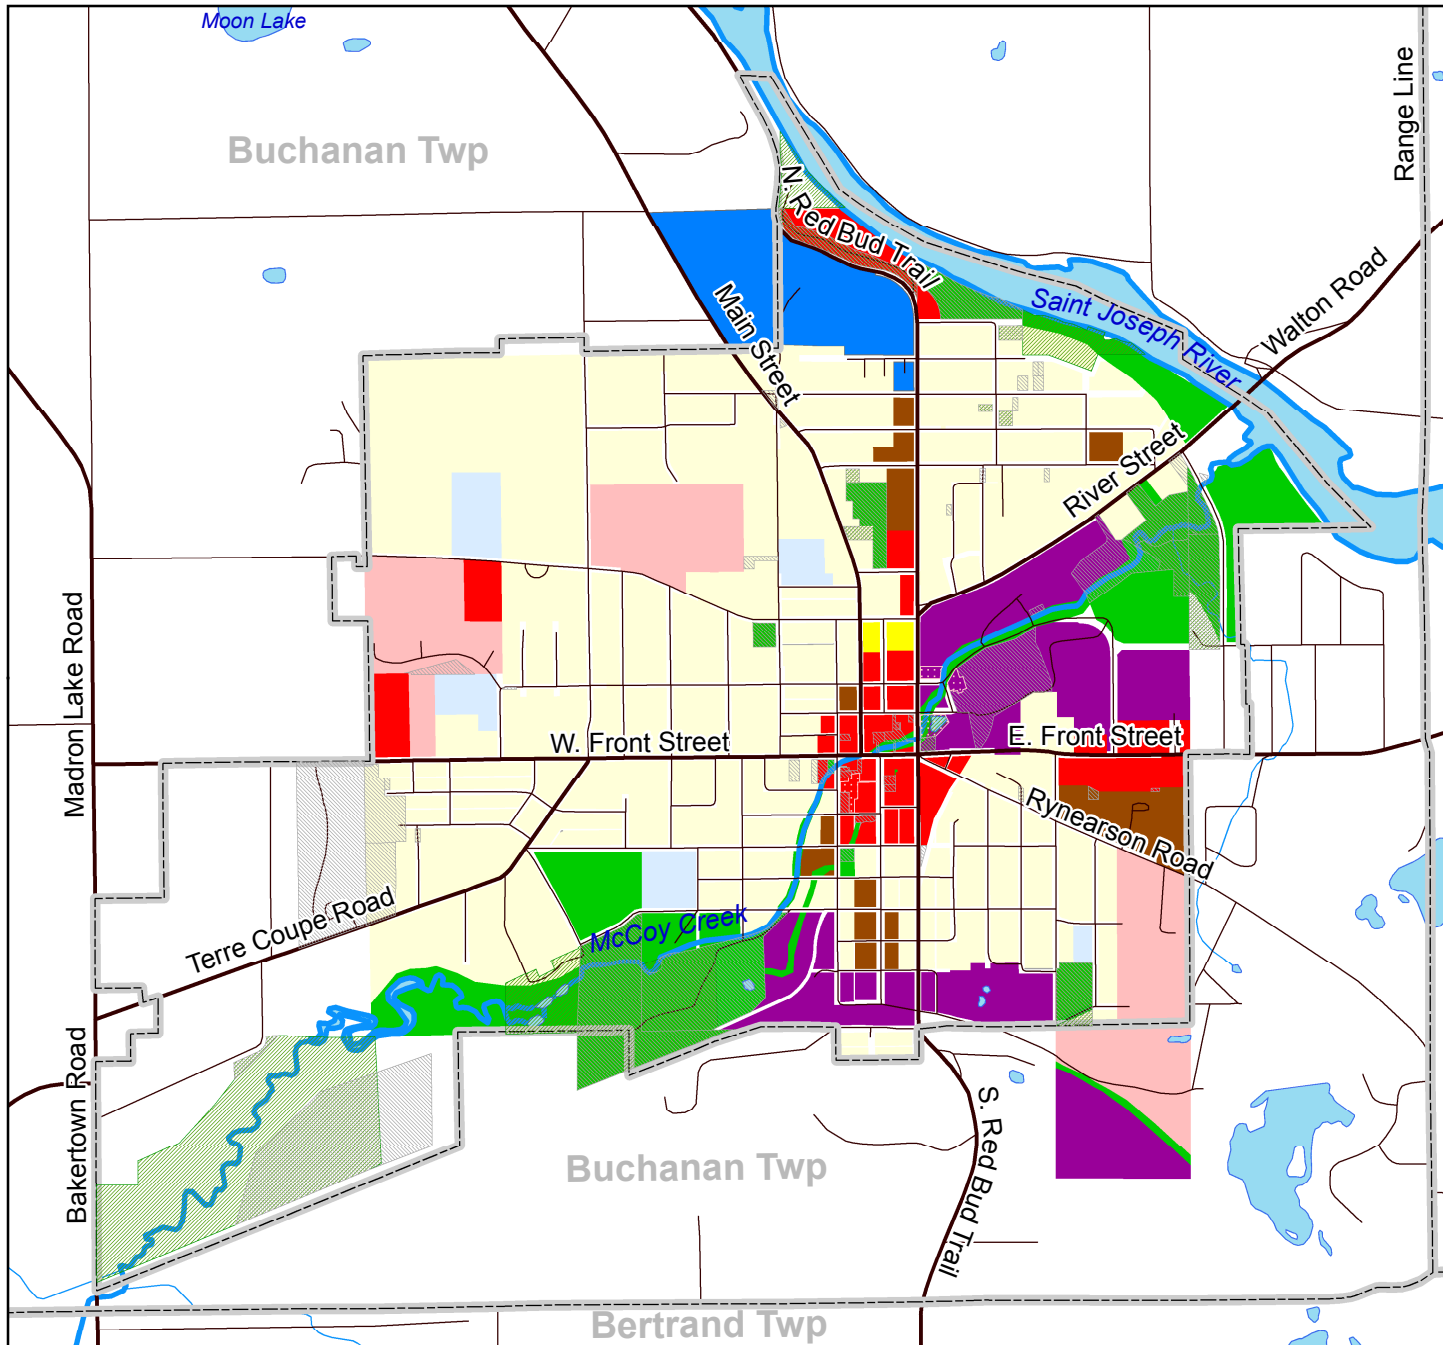 Moon Lake
Range Line
Buchanan Twp
N. Red Bud Trail
Saint Joseph River
Walton Road
Main Street
River Street
Madron Lake Road
W. Front Street
E. Front Street
Rynearson Road
Terre Coupe Road
McCoy Creek
Bakertown Road
S. Red Bud Trail
Buchanan Twp
Bertrand Twp